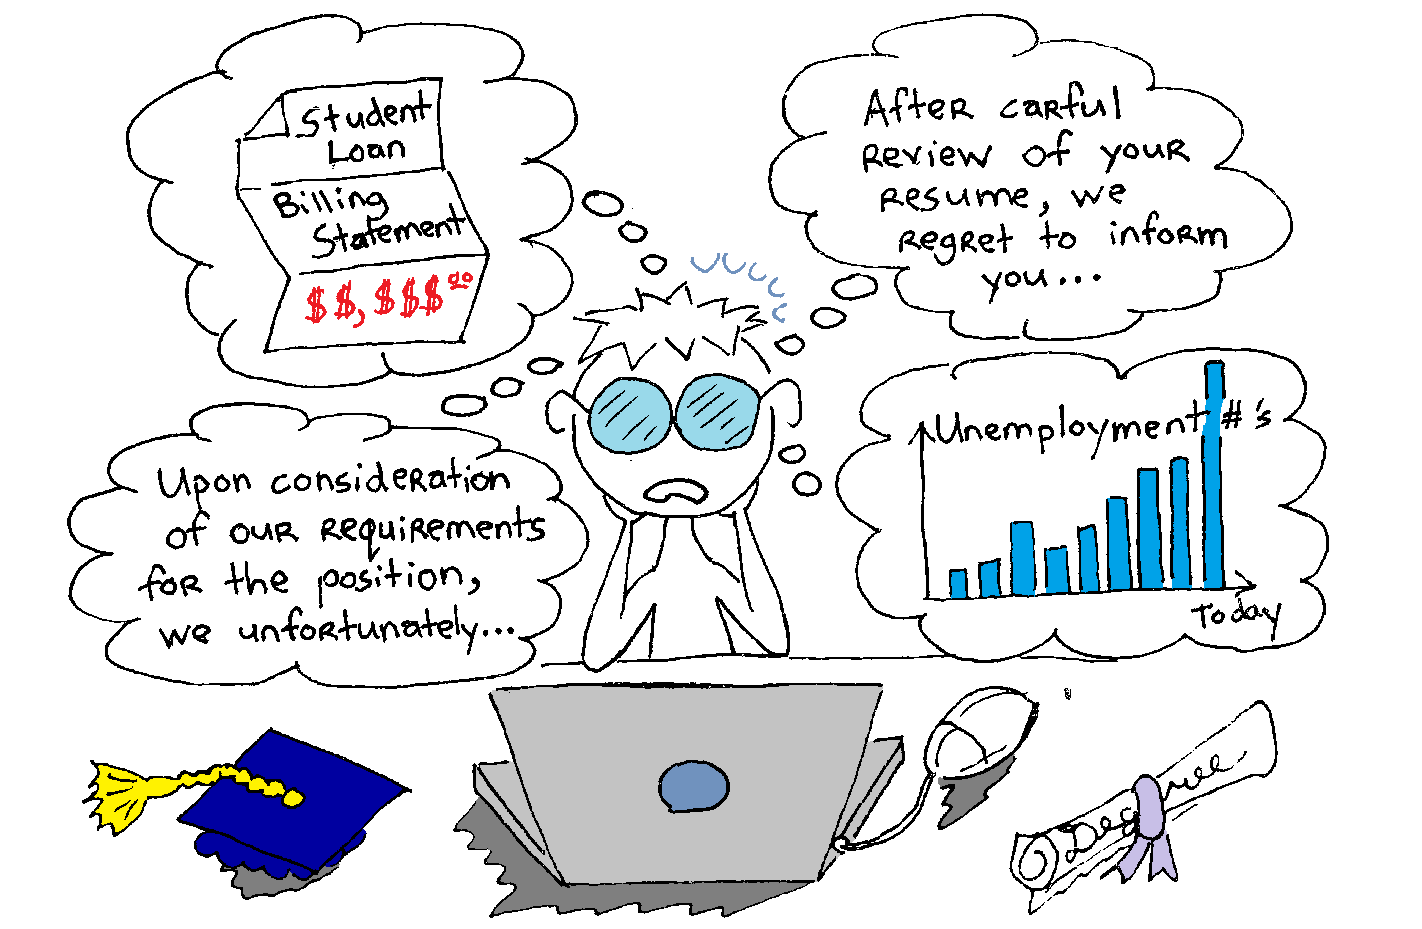 Student
Loan
Billing
Statement
$$,$$$⁰⁰
After carful
review of your
resume, we
regret to inform
you...
Upon consideration
of our requirements
for the position,
we unfortunately...
Unemployment #'s
Today
Degree